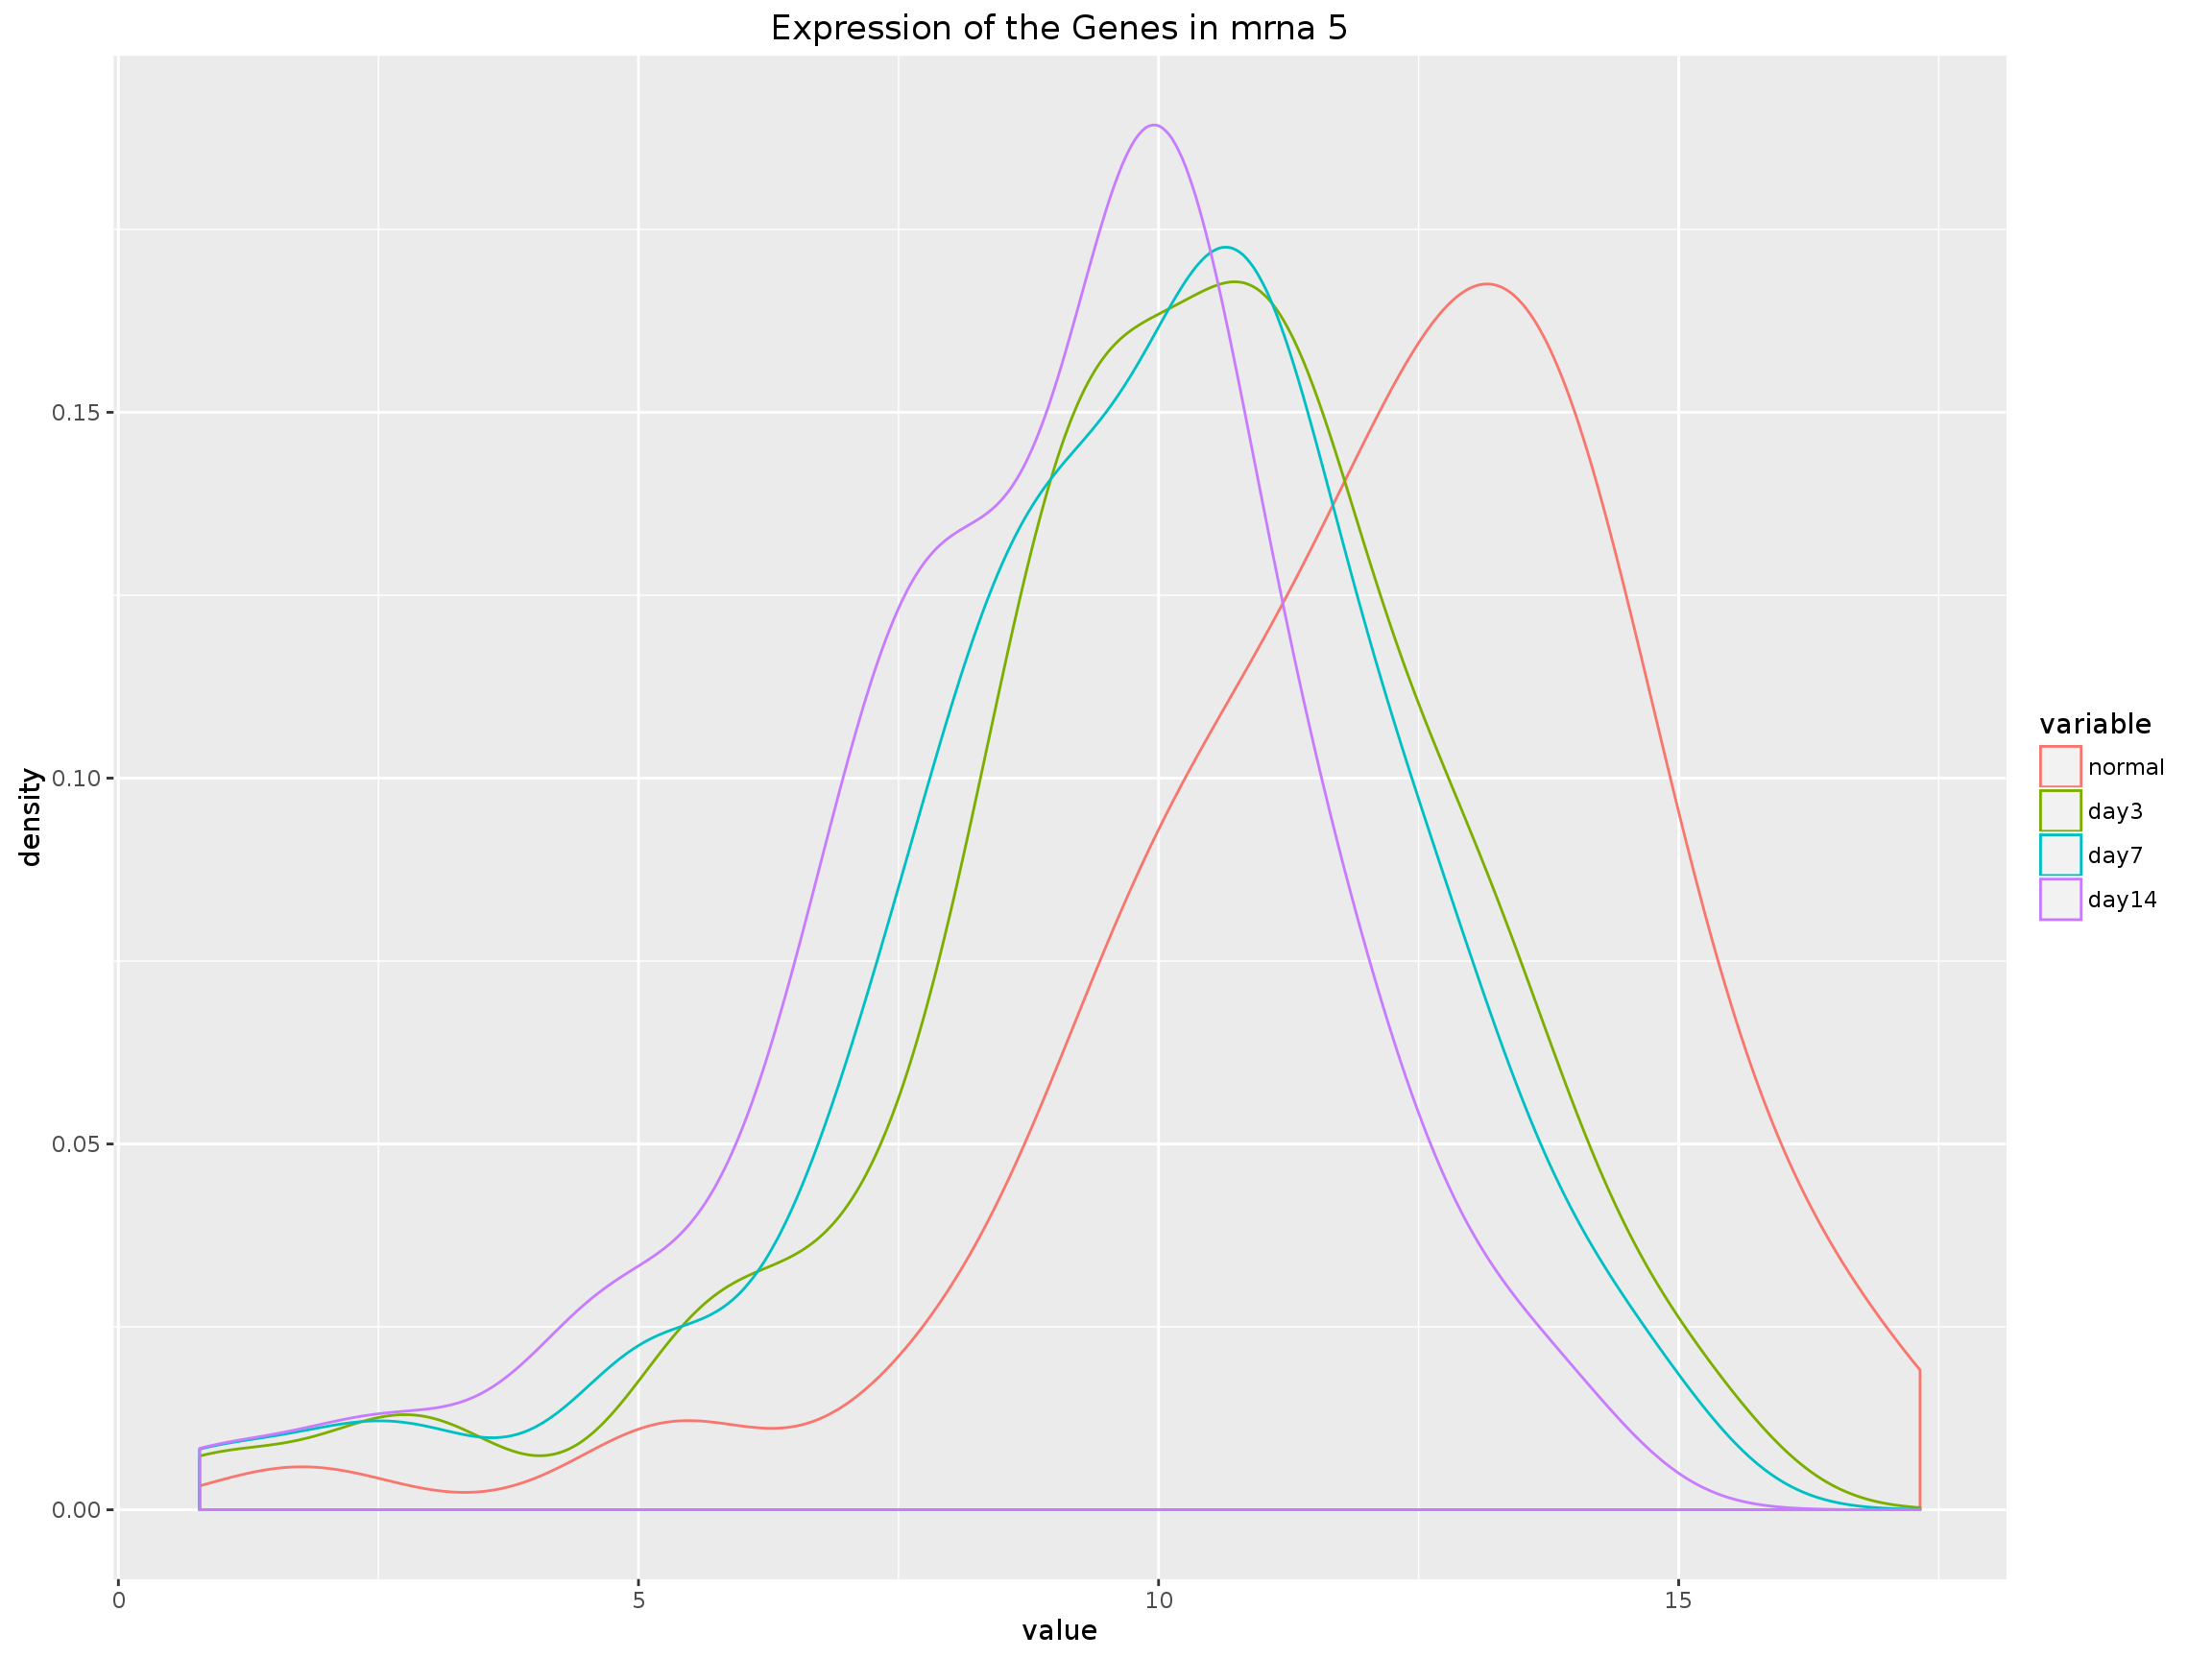 Expression of the Genes in mrna 5
density
0.15
0.10
0.05
0.00
0
5
10
15
value
variable
normal
day3
day7
day14